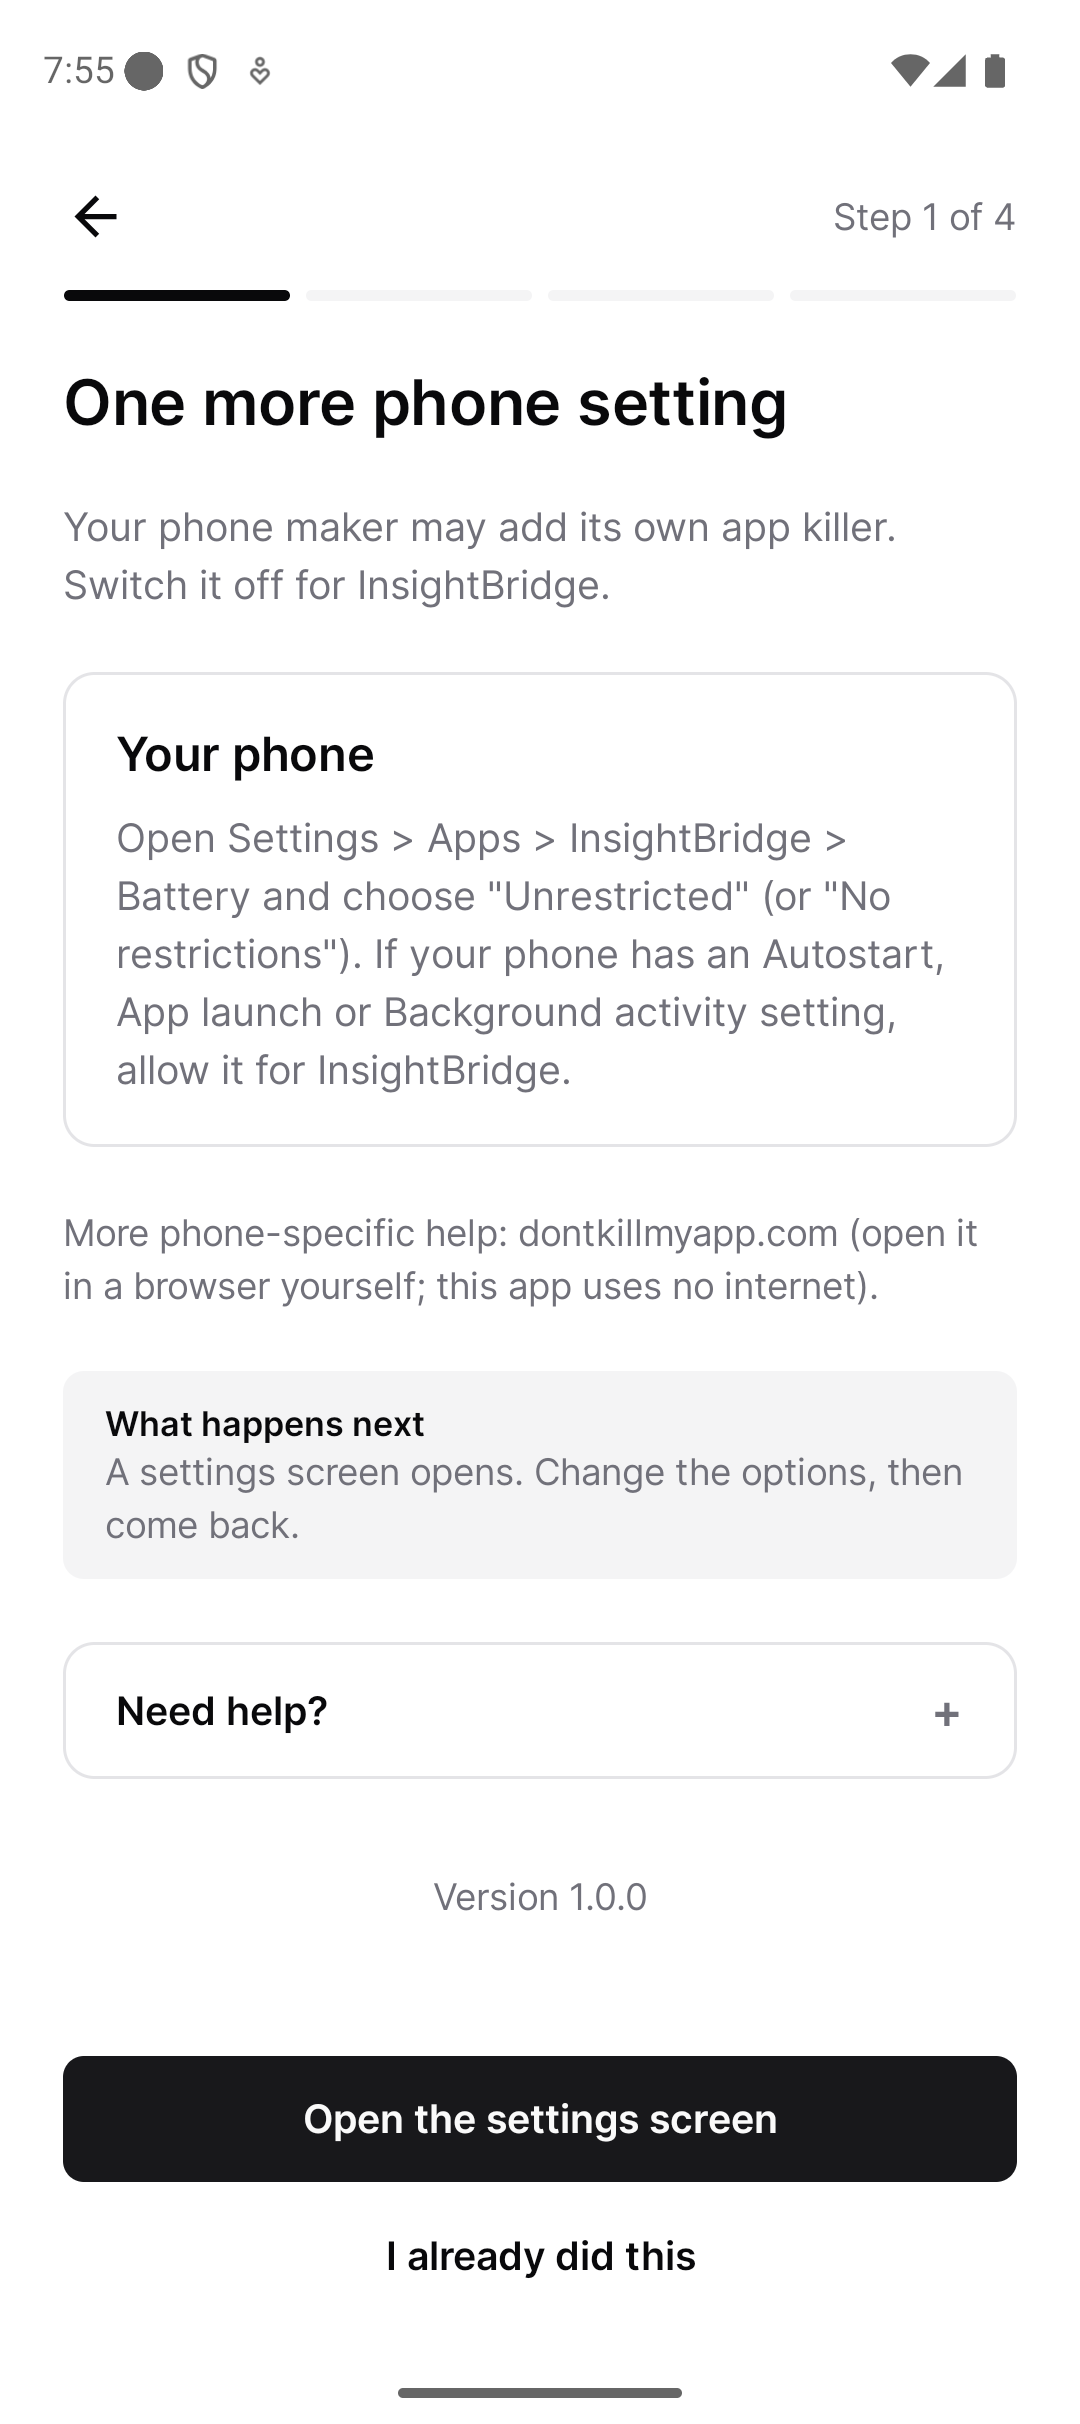 7:55
Step 1 of 4
One more phone setting
Your phone maker may add its own app killer.
Switch it off for InsightBridge.
Your phone
Open Settings > Apps > InsightBridge >
Battery and choose "Unrestricted" (or "No
restrictions"). If your phone has an Autostart,
App launch or Background activity setting,
allow it for InsightBridge.
More phone-specific help: dontkillmyapp.com (open it
in a browser yourself; this app uses no internet).
What happens next
A settings screen opens. Change the options, then
come back.
Need help? +
Version 1.0.0
Open the settings screen
I already did this